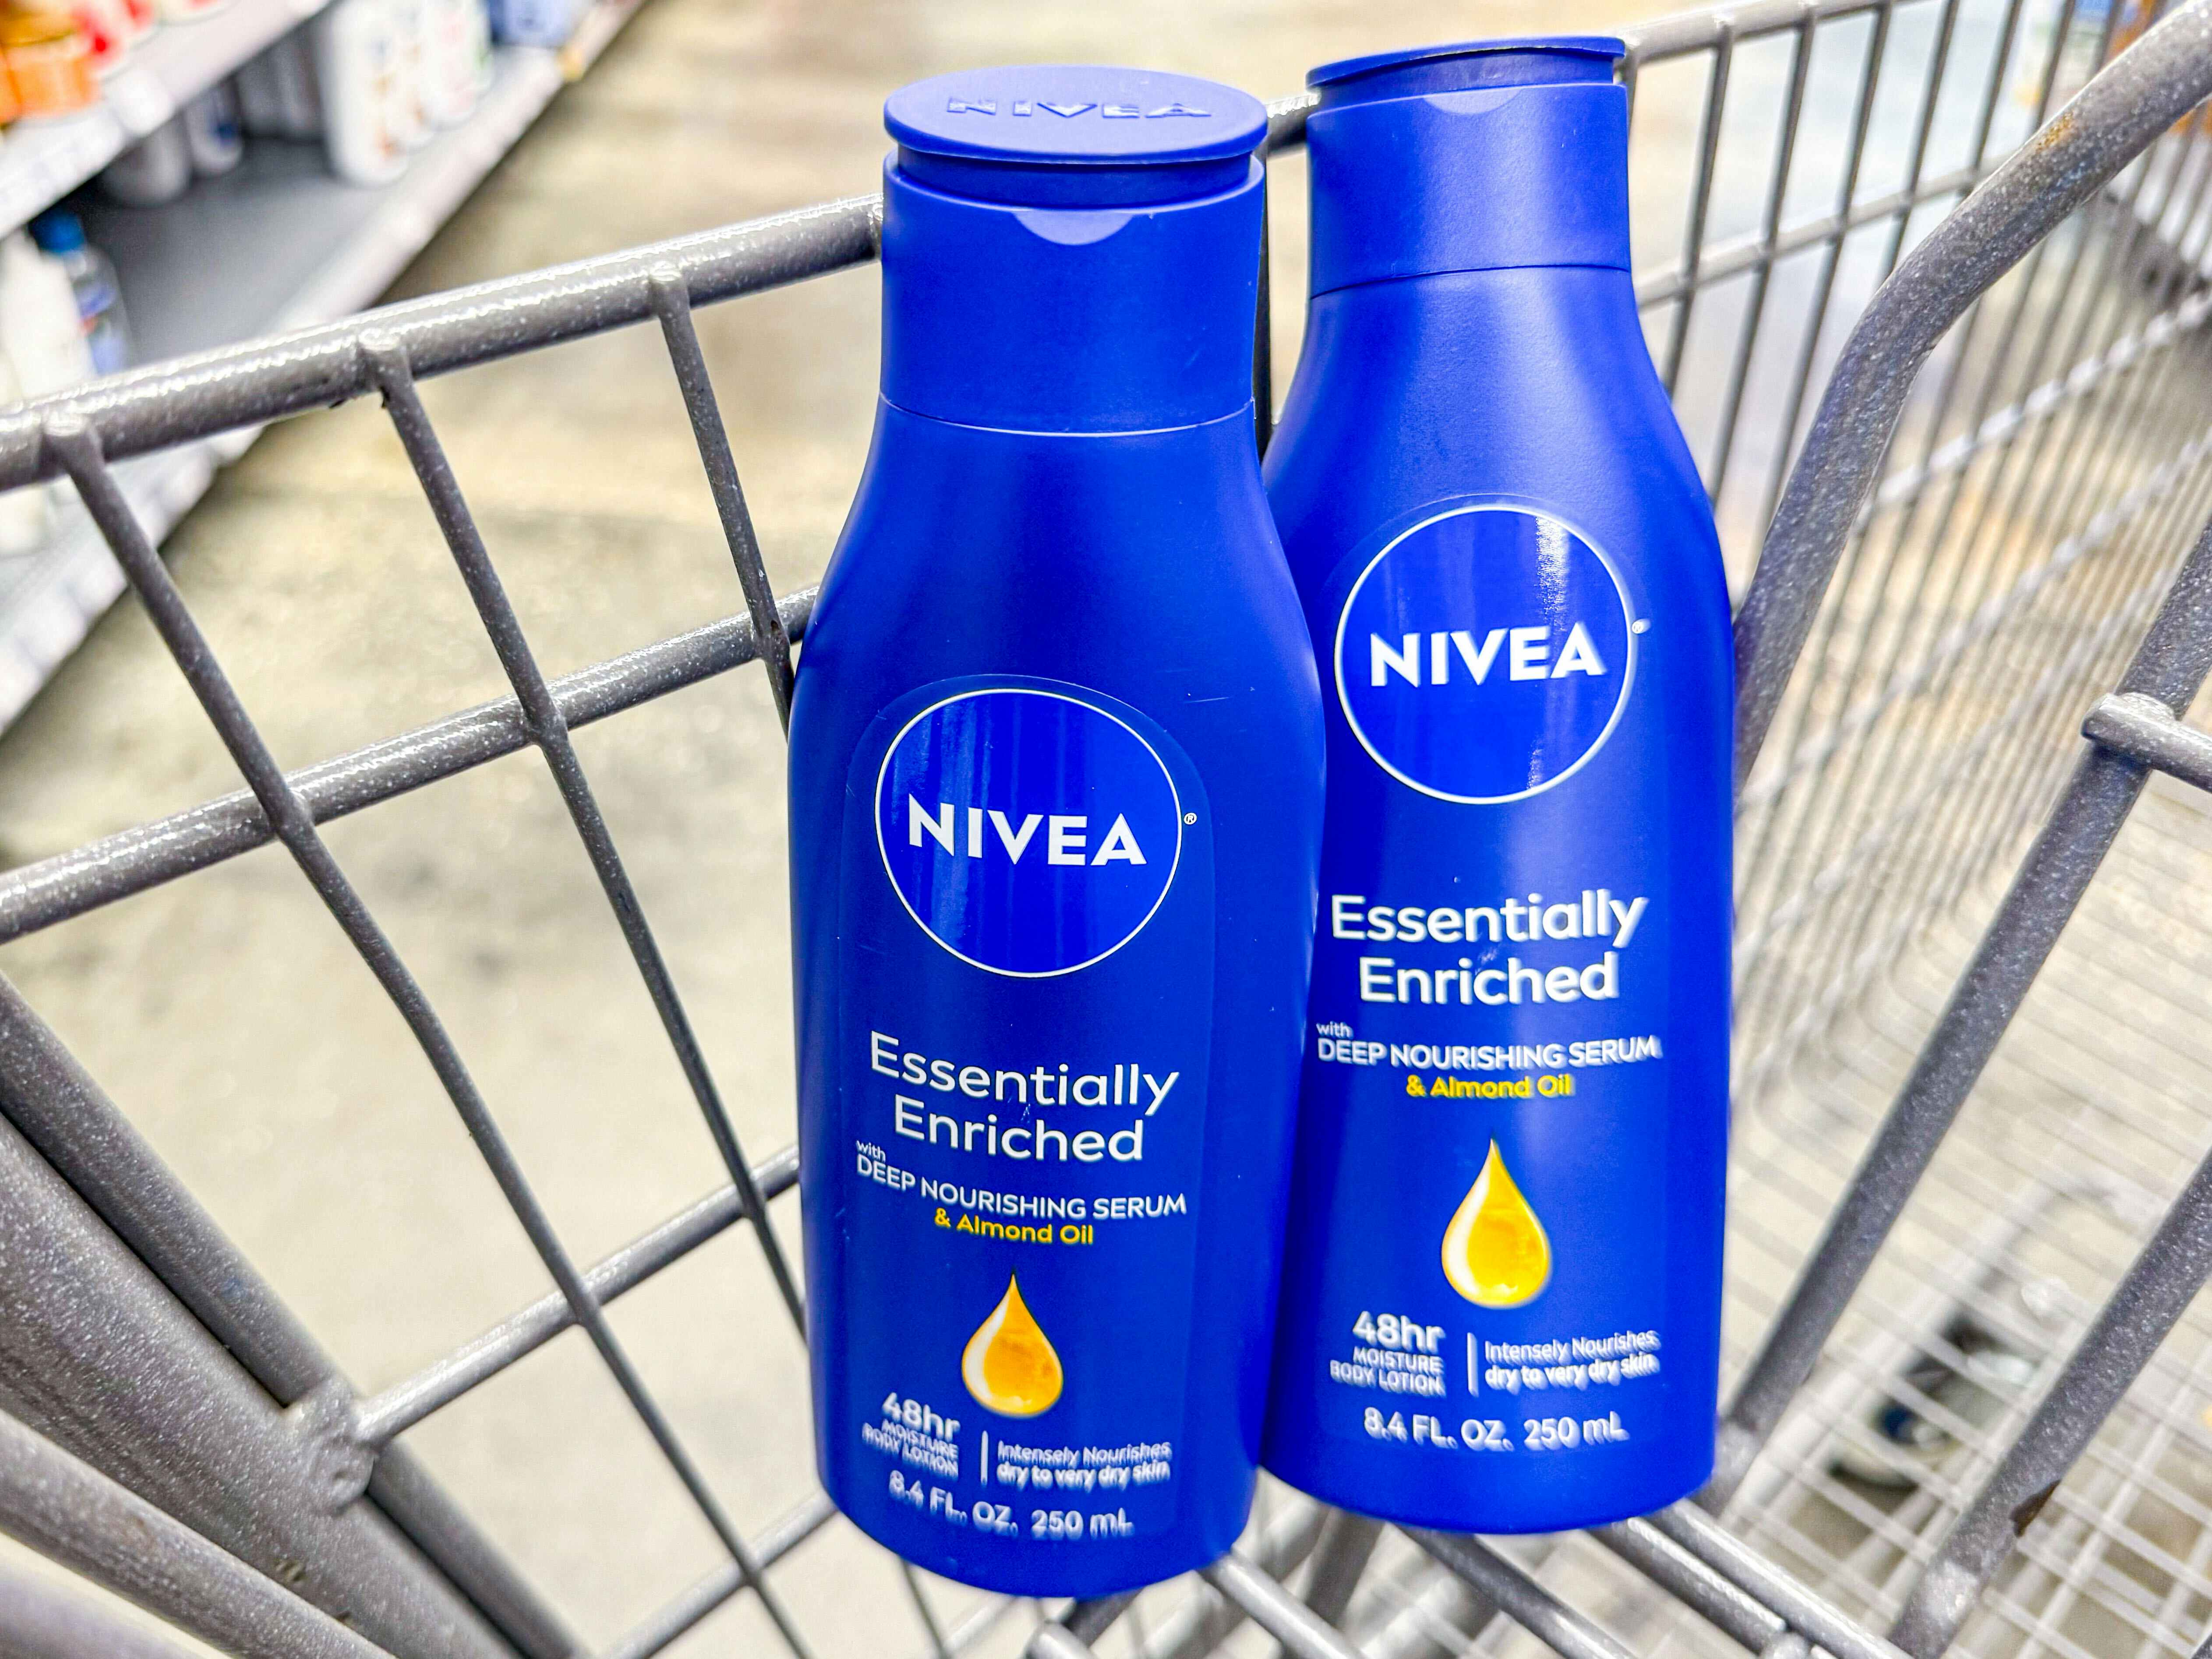 NIVEA
NIVEA®
Essentially
Enriched
with
DEEP NOURISHING SERUM
& Almond Oil
48hr
MOISTURE
BODY LOTION
Intensely Nourishes
dry to very dry skin
8.4 FL. OZ. 250 mL
NIVEA®
Essentially
Enriched
with
DEEP NOURISHING SERUM
& Almond Oil
48hr
MOISTURE
BODY LOTION
Intensely Nourishes
dry to very dry skin
8.4 FL. OZ. 250 mL